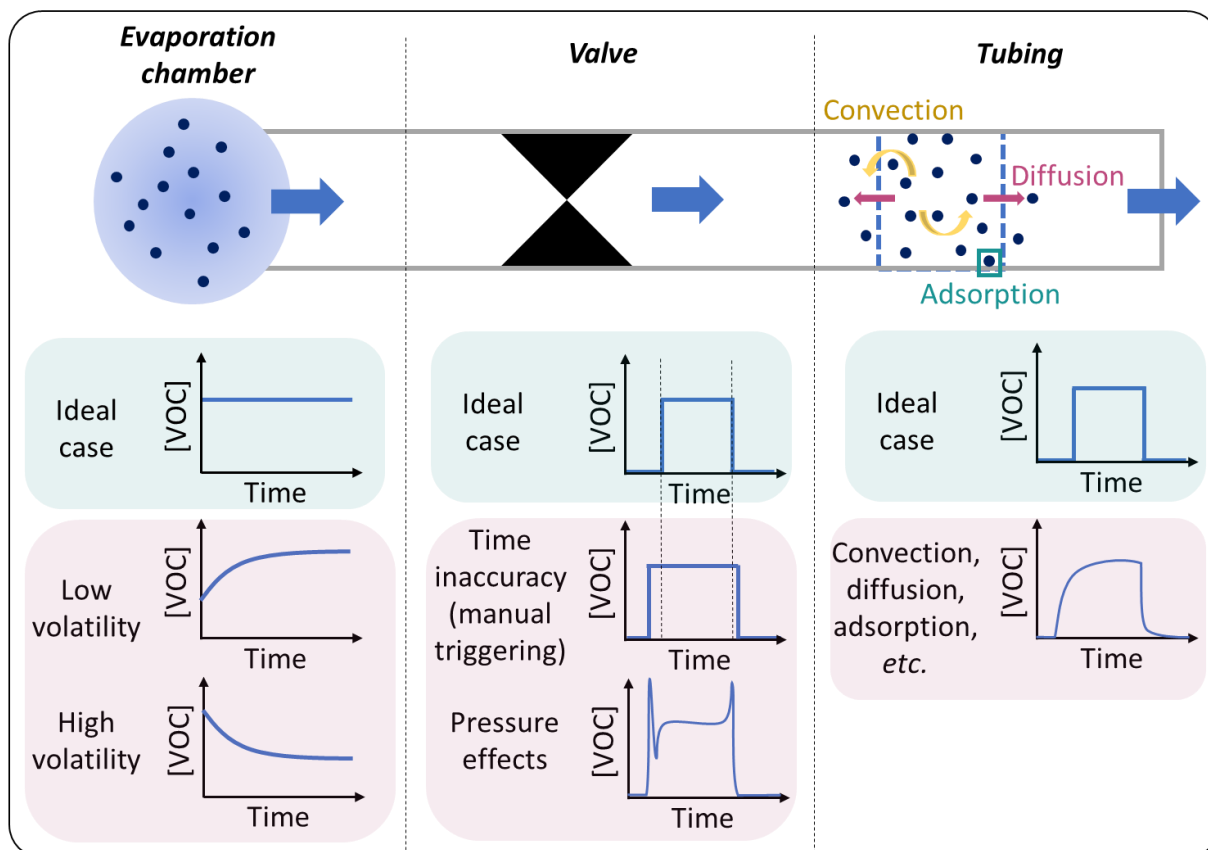 Evaporation
chamber
Valve
Tubing
Convection
Diffusion
Adsorption
Ideal
case
[VOC]
Time
Low
volatility
[VOC]
Time
High
volatility
[VOC]
Time
Ideal
case
[VOC]
Time
Time
inaccuracy
(manual
triggering)
[VOC]
Time
Pressure
effects
[VOC]
Time
Ideal
case
[VOC]
Time
Convection,
diffusion,
adsorption,
etc.
[VOC]
Time